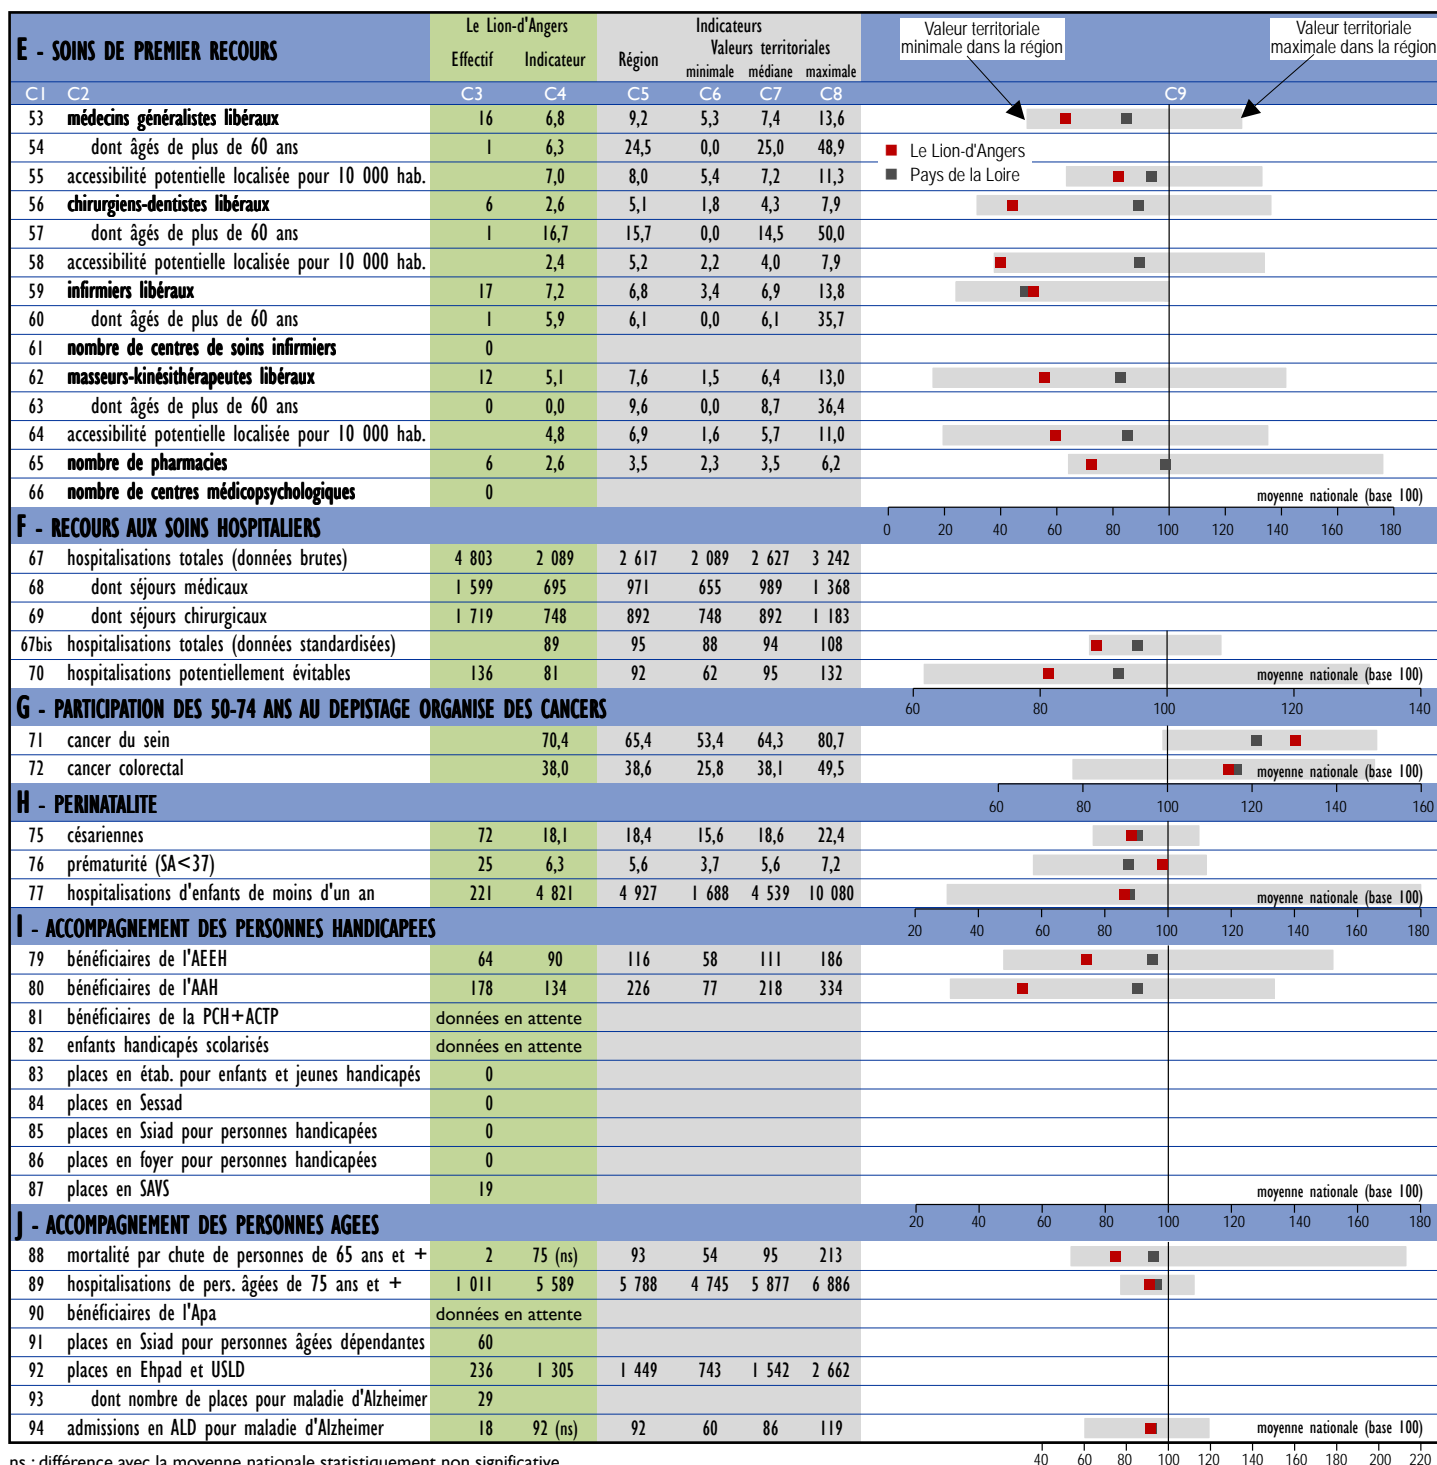 E - SOINS DE PREMIER RECOURS
Le Lion-d'Angers
Effectif Indicateur
Indicateurs
Région
Valeurs territoriales
minimale médiane maximale
Valeur territoriale
minimale dans la région
Valeur territoriale
maximale dans la région
C1 C2 C3 C4 C5 C6 C7 C8 C9
53 médecins généralistes libéraux 16 6,8 9,2 5,3 7,4 13,6
54 dont âgés de plus de 60 ans 1 6,3 24,5 0,0 25,0 48,9
Le Lion-d'Angers
55 accessibilité potentielle localisée pour 10 000 hab. 7,0 8,0 5,4 7,2 11,3
Pays de la Loire
56 chirurgiens-dentistes libéraux 6 2,6 5,1 1,8 4,3 7,9
57 dont âgés de plus de 60 ans 1 16,7 15,7 0,0 14,5 50,0
58 accessibilité potentielle localisée pour 10 000 hab. 2,4 5,2 2,2 4,0 7,9
59 infirmiers libéraux 17 7,2 6,8 3,4 6,9 13,8
60 dont âgés de plus de 60 ans 1 5,9 6,1 0,0 6,1 35,7
61 nombre de centres de soins infirmiers 0
62 masseurs-kinésithérapeutes libéraux 12 5,1 7,6 1,5 6,4 13,0
63 dont âgés de plus de 60 ans 0 0,0 9,6 0,0 8,7 36,4
64 accessibilité potentielle localisée pour 10 000 hab. 4,8 6,9 1,6 5,7 11,0
65 nombre de pharmacies 6 2,6 3,5 2,3 3,5 6,2
66 nombre de centres médicopsychologiques 0 moyenne nationale (base 100)
F - RECOURS AUX SOINS HOSPITALIERS 0 20 40 60 80 100 120 140 160 180
67 hospitalisations totales (données brutes) 4 803 2 089 2 617 2 089 2 627 3 242
68 dont séjours médicaux 1 599 695 971 655 989 1 368
69 dont séjours chirurgicaux 1 719 748 892 748 892 1 183
67bis hospitalisations totales (données standardisées) 89 95 88 94 108
70 hospitalisations potentiellement évitables 136 81 92 62 95 132 moyenne nationale (base 100)
G - PARTICIPATION DES 50-74 ANS AU DEPISTAGE ORGANISE DES CANCERS 60 80 100 120 140
71 cancer du sein 70,4 65,4 53,4 64,3 80,7
72 cancer colorectal 38,0 38,6 25,8 38,1 49,5 moyenne nationale (base 100)
H - PERINATALITE 60 80 100 120 140 160
75 césariennes 72 18,1 18,4 15,6 18,6 22,4
76 prématurité (SA<37) 25 6,3 5,6 3,7 5,6 7,2
77 hospitalisations d'enfants de moins d'un an 221 4 821 4 927 1 688 4 539 10 080 moyenne nationale (base 100)
I - ACCOMPAGNEMENT DES PERSONNES HANDICAPEES 20 40 60 80 100 120 140 160 180
79 bénéficiaires de l'AEEH 64 90 116 58 111 186
80 bénéficiaires de l'AAH 178 134 226 77 218 334
81 bénéficiaires de la PCH+ACTP données en attente
82 enfants handicapés scolarisés données en attente
83 places en étab. pour enfants et jeunes handicapés 0
84 places en Sessad 0
85 places en Ssiad pour personnes handicapées 0
86 places en foyer pour personnes handicapées 0
87 places en SAVS 19 moyenne nationale (base 100)
J - ACCOMPAGNEMENT DES PERSONNES AGEES 20 40 60 80 100 120 140 160 180
88 mortalité par chute de personnes de 65 ans et + 2 75 (ns) 93 54 95 213
89 hospitalisations de pers. âgées de 75 ans et + 1 011 5 589 5 788 4 745 5 877 6 886
90 bénéficiaires de l'Apa données en attente
91 places en Ssiad pour personnes âgées dépendantes 60
92 places en Ehpad et USLD 236 1 305 1 449 743 1 542 2 662
93 dont nombre de places pour maladie d'Alzheimer 29
94 admissions en ALD pour maladie d'Alzheimer 18 92 (ns) 92 60 86 119 moyenne nationale (base 100)
40 60 80 100 120 140 160 180 200 220
ns : différence avec la moyenne nationale statistiquement non significative